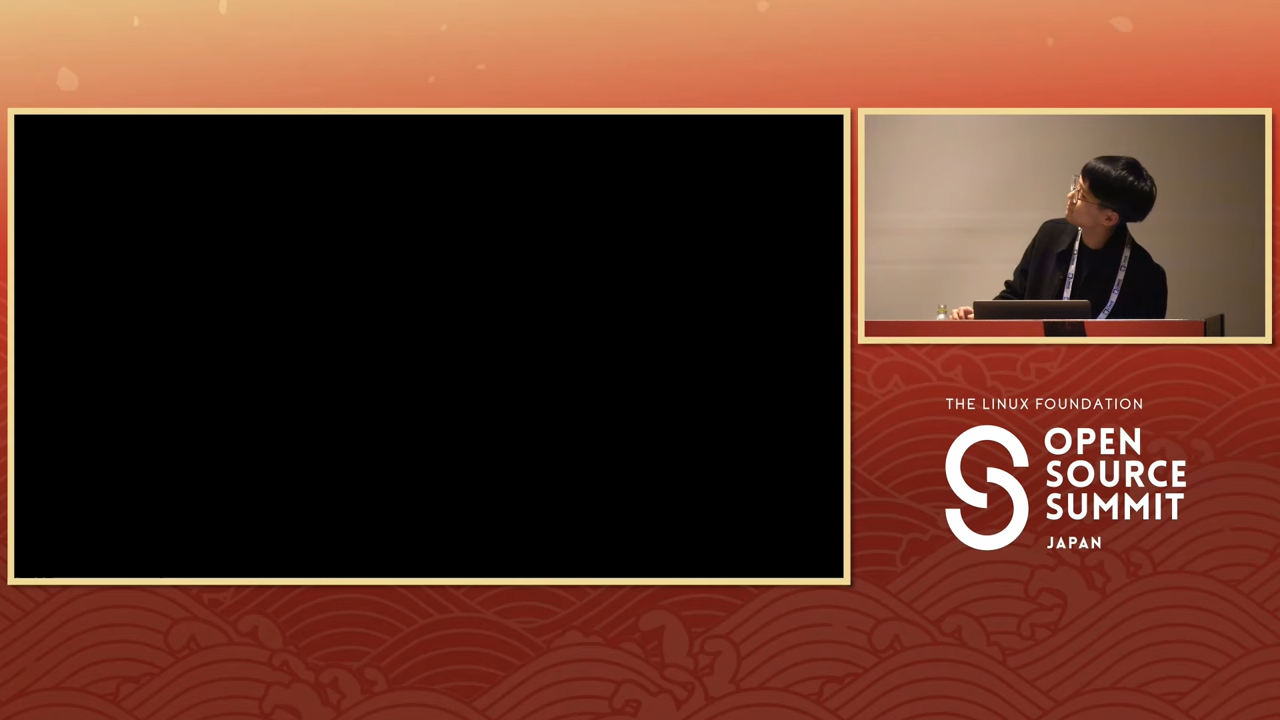 THE LINUX FOUNDATION
OPEN
SOURCE
SUMMIT
JAPAN